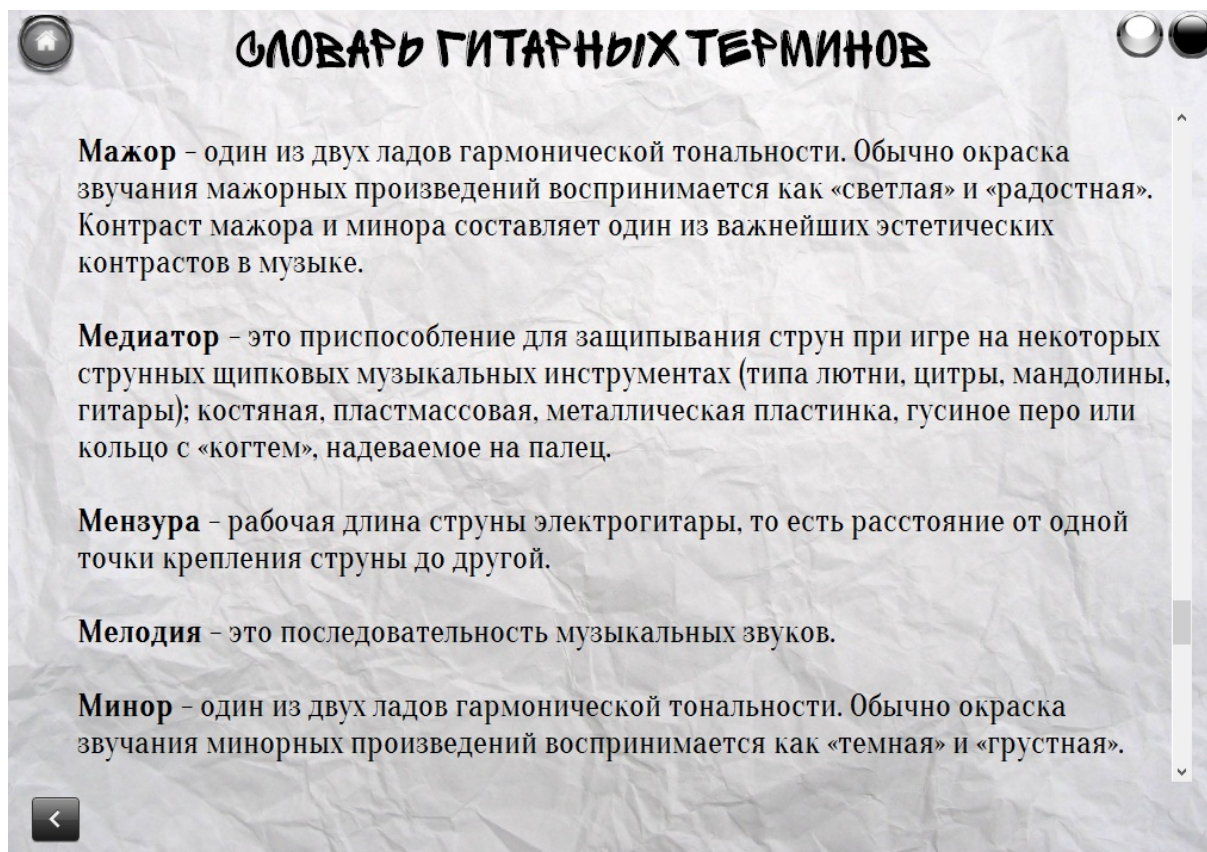 СЛОВАРЬ ГИТАРНЫХ ТЕРМИНОВ
Мажор – один из двух ладов гармонической тональности. Обычно окраска
звучания мажорных произведений воспринимается как «светлая» и «радостная».
Контраст мажора и минора составляет один из важнейших эстетических
контрастов в музыке.
Медиатор – это приспособление для защипывания струн при игре на некоторых
струнных щипковых музыкальных инструментах (типа лютни, цитры, мандолины,
гитары); костяная, пластмассовая, металлическая пластинка, гусиное перо или
кольцо с «когтем», надеваемое на палец.
Мензура – рабочая длина струны электрогитары, то есть расстояние от одной
точки крепления струны до другой.
Мелодия – это последовательность музыкальных звуков.
Минор – один из двух ладов гармонической тональности. Обычно окраска
звучания минорных произведений воспринимается как «темная» и «грустная».